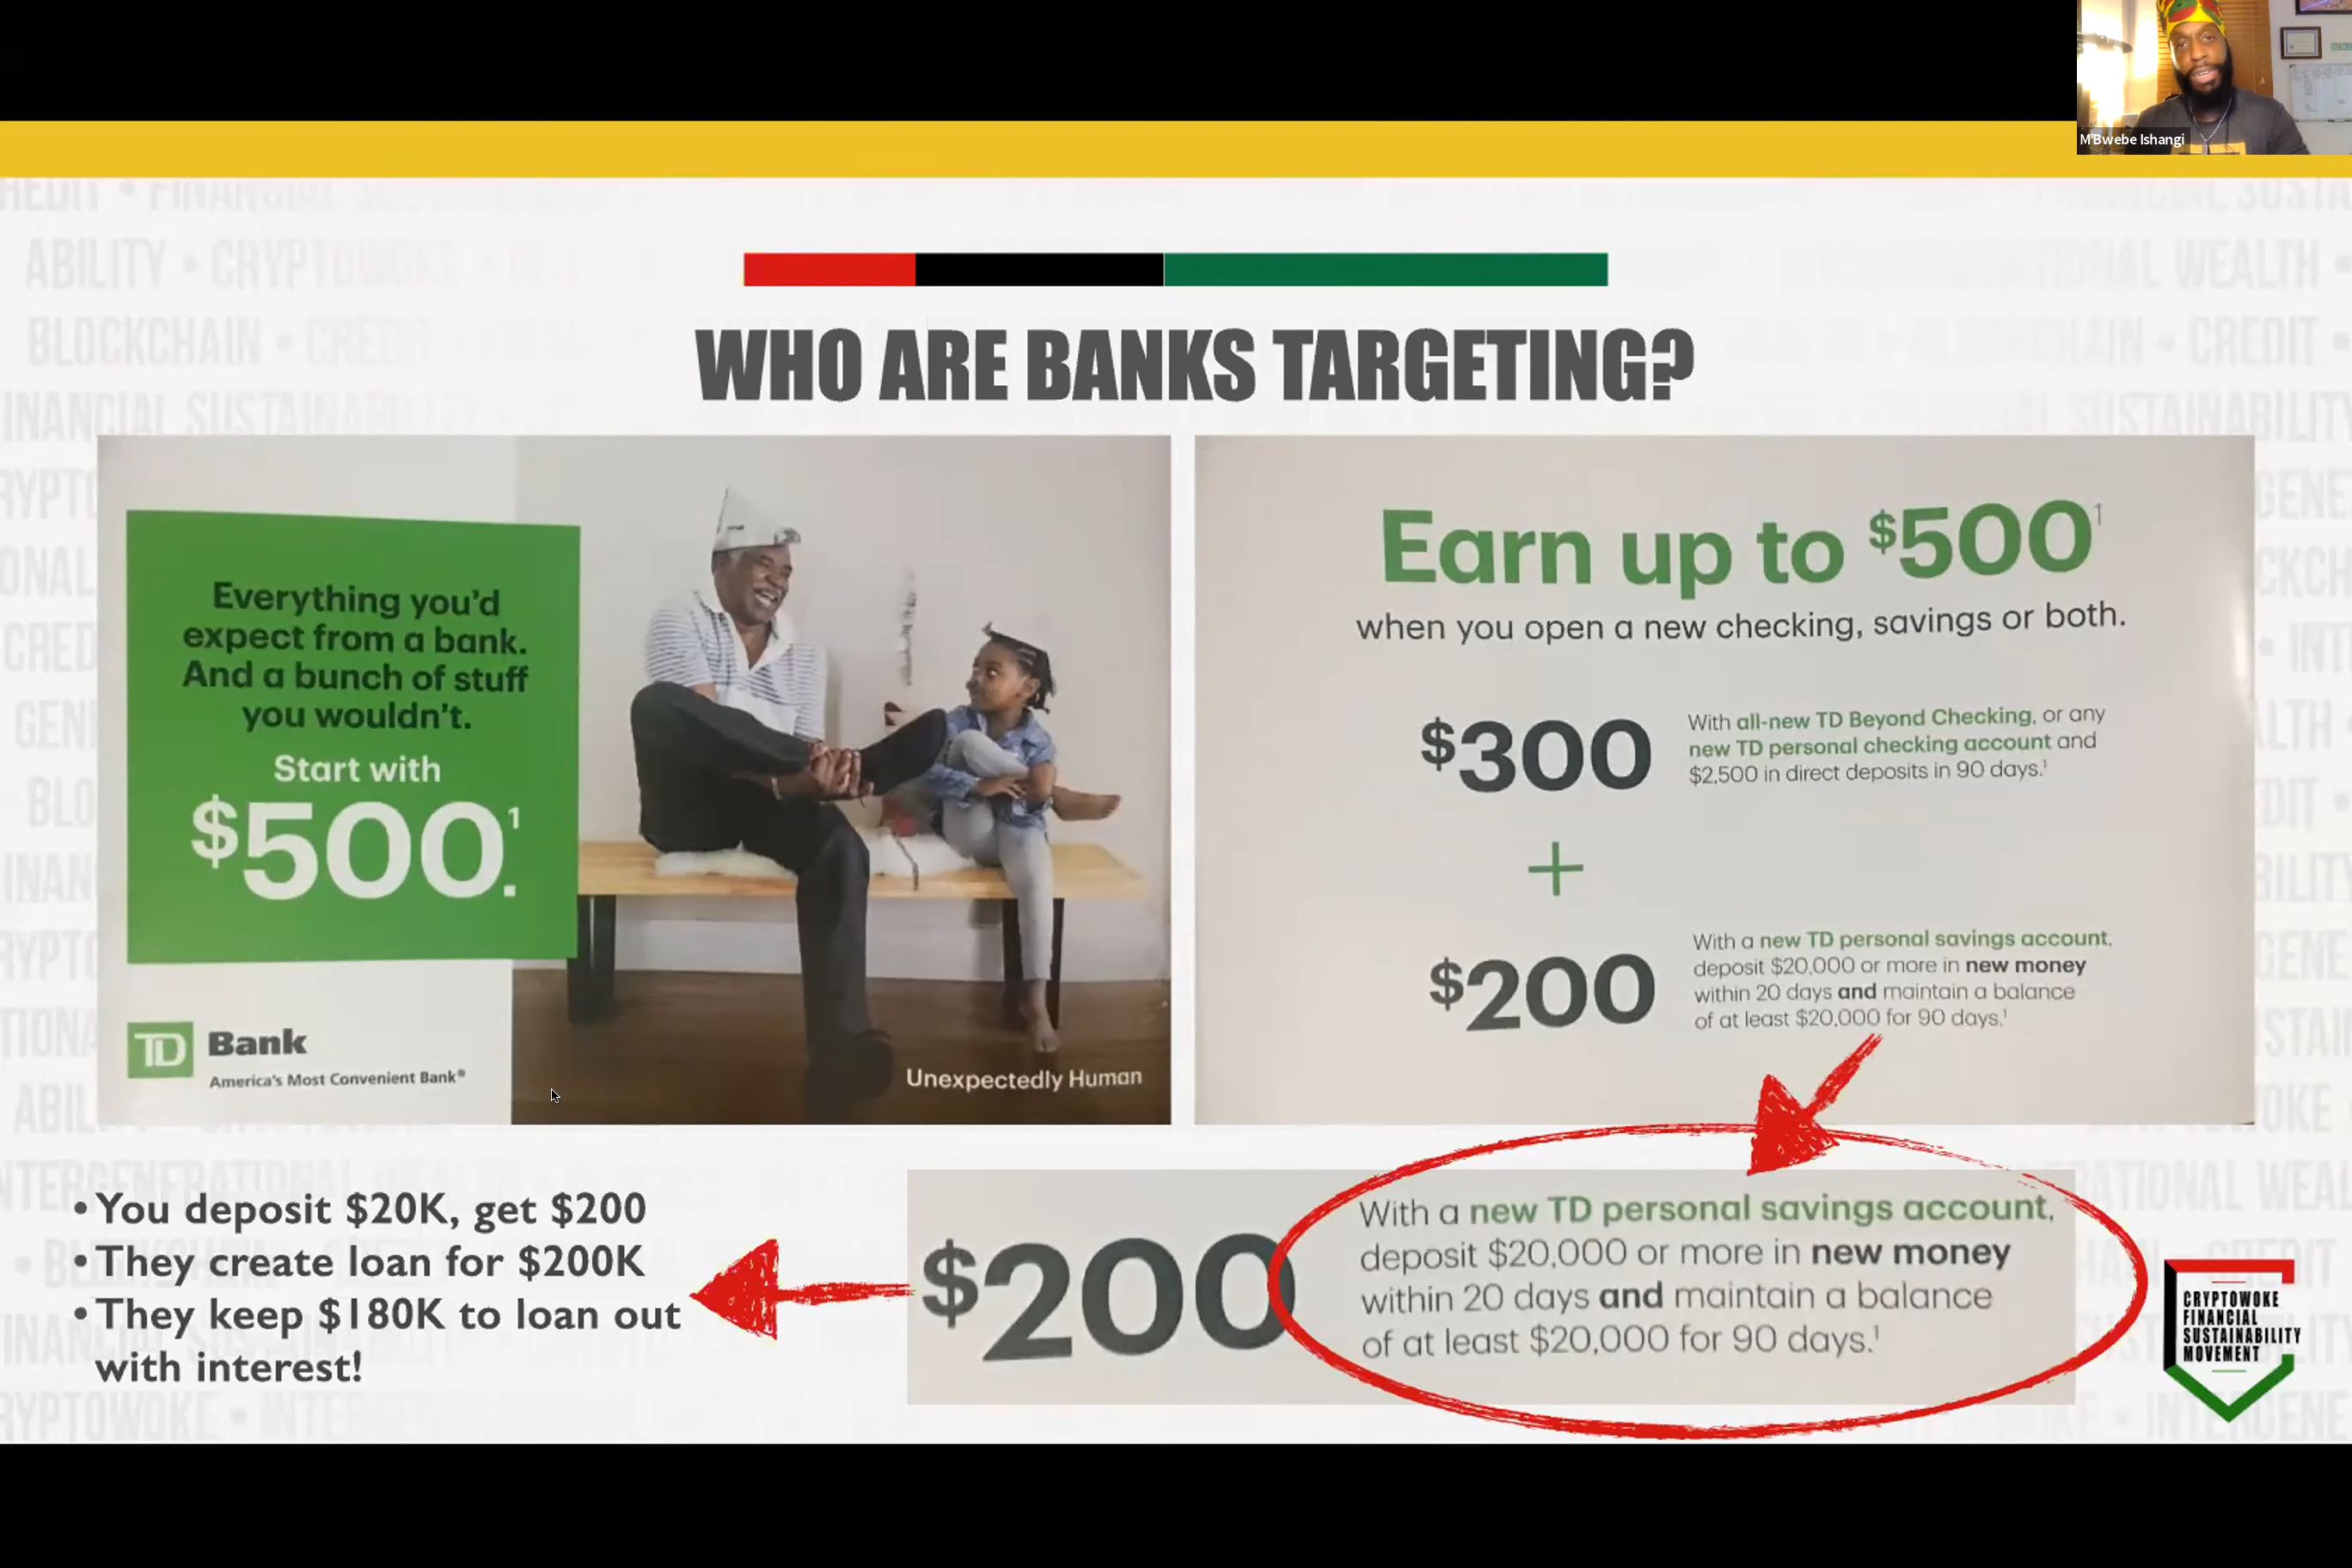 M'Bwebe Ishangi
WHO ARE BANKS TARGETING?
Everything you'd
expect from a bank.
And a bunch of stuff
you wouldn't.
Start with
$500.¹
TD Bank
America's Most Convenient Bank®
Unexpectedly Human
Earn up to $500†
when you open a new checking, savings or both.
$300
With all-new TD Beyond Checking, or any
new TD personal checking account and
$2,500 in direct deposits in 90 days.¹
+
$200
With a new TD personal savings account,
deposit $20,000 or more in new money
within 20 days and maintain a balance
of at least $20,000 for 90 days.¹
•You deposit $20K, get $200
•They create loan for $200K
•They keep $180K to loan out
with interest!
$200
With a new TD personal savings account,
deposit $20,000 or more in new money
within 20 days and maintain a balance
of at least $20,000 for 90 days.¹
CRYPTOWOKE
FINANCIAL
SUSTAINABILITY
MOVEMENT
ABILITY • CRYPTOWOKE •
BLOCKCHAIN • CREDIT •
WEALTH •
BLOCKCHAIN • CREDIT •